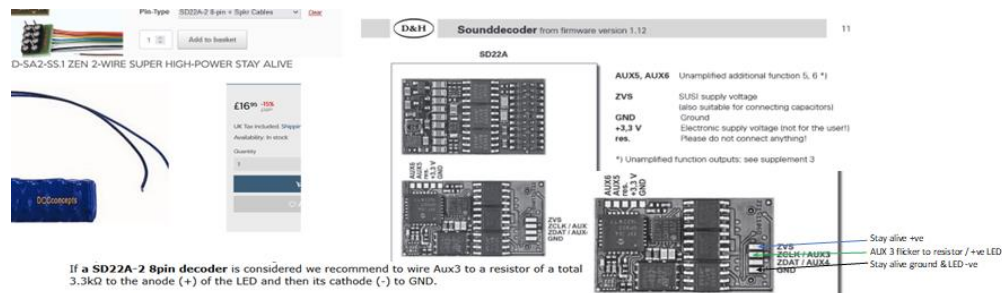 Pin-Type SD22A-2 8-pin + Spkr Cables Clear
1 Add to basket
D-SA2-SS.1 ZEN 2-WIRE SUPER HIGH-POWER STAY ALIVE
£16 -15%
UK Tax included.
Availability: In stock
Quantity
1
DCCconcepts
D&H Sounddecoder from firmware version 1.12 11
SD22A
AUX5, AUX6 Unamplified additional function 5, 6 *)
ZVS SUSI supply voltage
(also suitable for connecting capacitors)
GND Ground
+3,3 V Electronic supply voltage (not for the user!)
res. Please do not connect anything!
*) Unamplified function outputs: see supplement 3
AUX6
AUX5
res.
+3,3 V
GND
ZVS
ZCLK / AUX
ZDAT / AUX
GND
AUX6
AUX5
res.
+3,3 V
GND
ZVS
ZCLK / AUX3
ZDAT / AUX4
GND
Stay alive +ve
AUX 3 flicker to resistor / +ve LED
Stay alive ground & LED -ve
If a SD22A-2 8pin decoder is considered we recommend to wire Aux3 to a resistor of a total
3.3kΩ to the anode (+) of the LED and then its cathode (-) to GND.